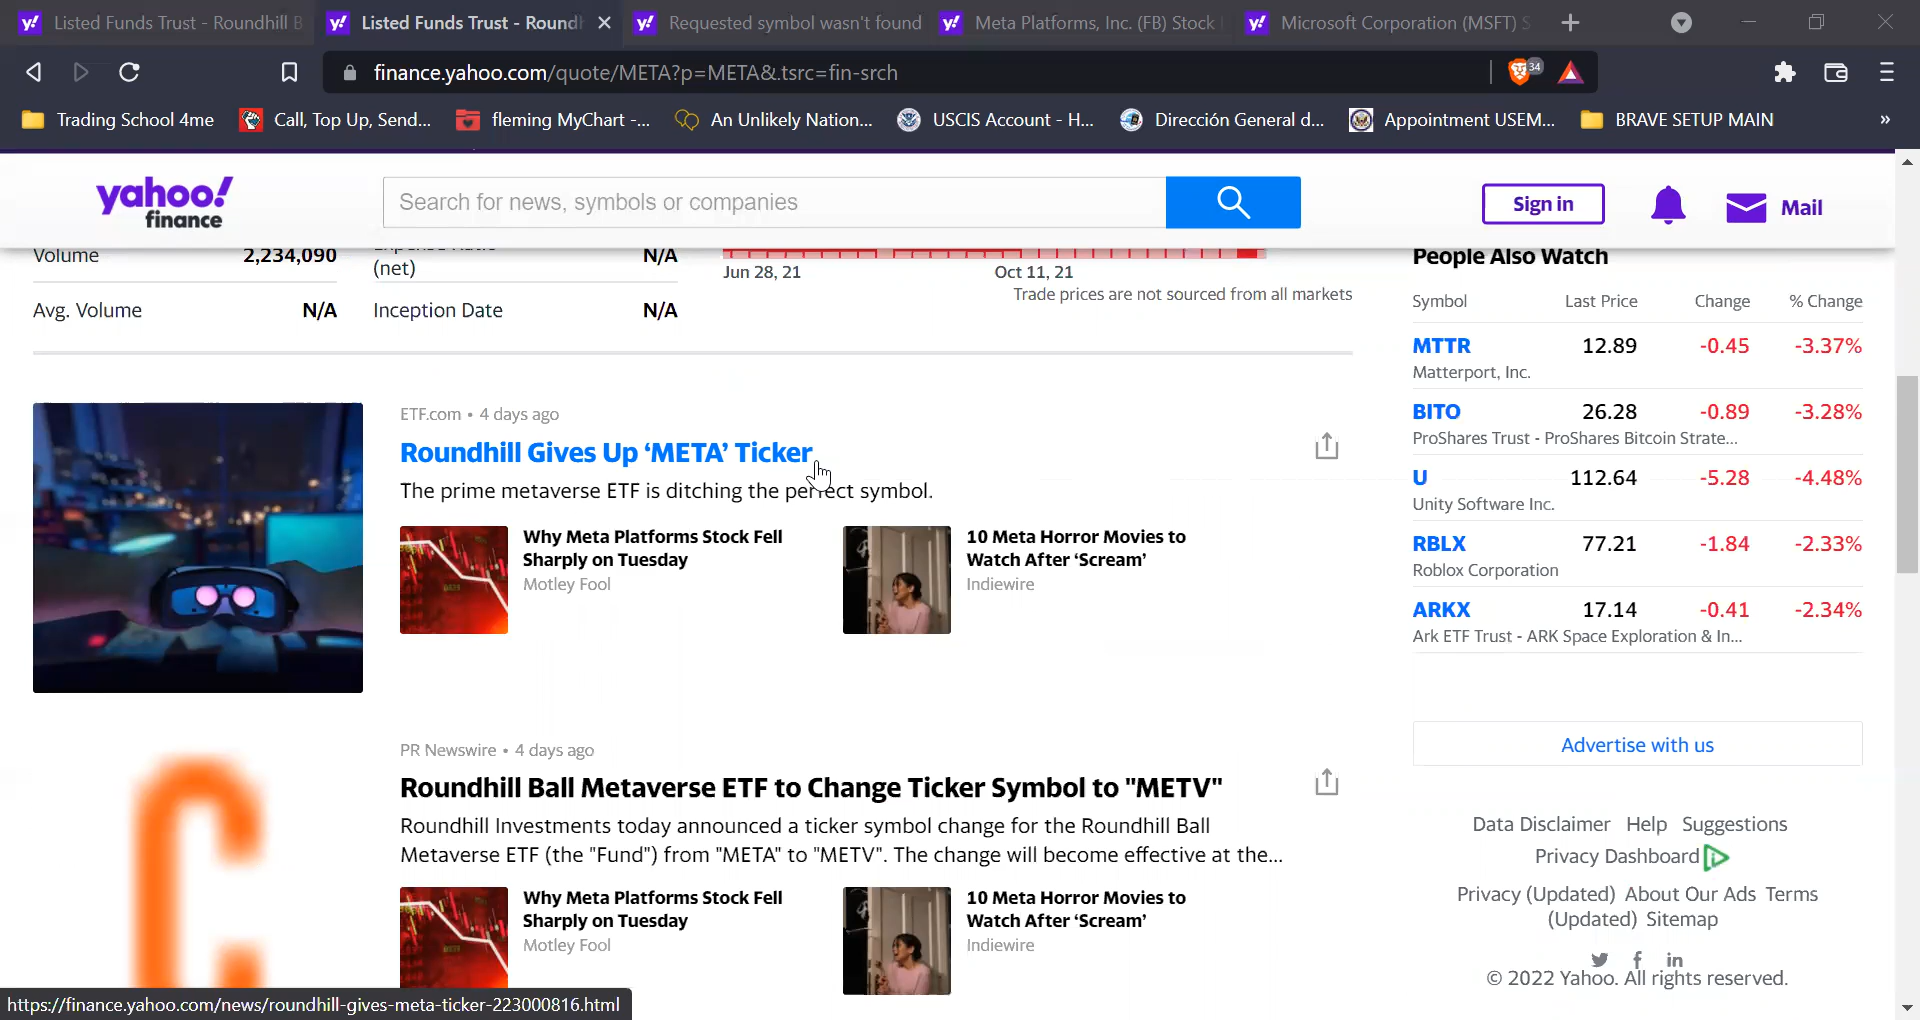 Listed Funds Trust - Roundhill B
Listed Funds Trust - Roundh
Requested symbol wasn't found
Meta Platforms, Inc. (FB) Stock
Microsoft Corporation (MSFT) S
finance.yahoo.com/quote/META?p=META&.tsrc=fin-srch
34
Trading School 4me
Call, Top Up, Send...
fleming MyChart -...
An Unlikely Nation...
USCIS Account - H...
Dirección General d...
Appointment USEM...
BRAVE SETUP MAIN
»
yahoo!
finance
Search for news, symbols or companies
Sign in
Mail
Volume 2,234,090
(net) N/A
Avg. Volume N/A
Inception Date N/A
Jun 28, 21 Oct 11, 21
Trade prices are not sourced from all markets
ETF.com • 4 days ago
Roundhill Gives Up ‘META’ Ticker
The prime metaverse ETF is ditching the perfect symbol.
Why Meta Platforms Stock Fell
Sharply on Tuesday
Motley Fool
10 Meta Horror Movies to
Watch After ‘Scream’
Indiewire
PR Newswire • 4 days ago
Roundhill Ball Metaverse ETF to Change Ticker Symbol to "METV"
Roundhill Investments today announced a ticker symbol change for the Roundhill Ball
Metaverse ETF (the "Fund") from "META" to "METV". The change will become effective at the...
Why Meta Platforms Stock Fell
Sharply on Tuesday
Motley Fool
10 Meta Horror Movies to
Watch After ‘Scream’
Indiewire
People Also Watch
Symbol Last Price Change % Change
MTTR 12.89 -0.45 -3.37%
Matterport, Inc.
BITO 26.28 -0.89 -3.28%
ProShares Trust - ProShares Bitcoin Strate...
U 112.64 -5.28 -4.48%
Unity Software Inc.
RBLX 77.21 -1.84 -2.33%
Roblox Corporation
ARKX 17.14 -0.41 -2.34%
Ark ETF Trust - ARK Space Exploration & In...
Advertise with us
Data Disclaimer Help Suggestions
Privacy Dashboard
Privacy (Updated) About Our Ads Terms
(Updated) Sitemap
© 2022 Yahoo. All rights reserved.
https://finance.yahoo.com/news/roundhill-gives-meta-ticker-223000816.html